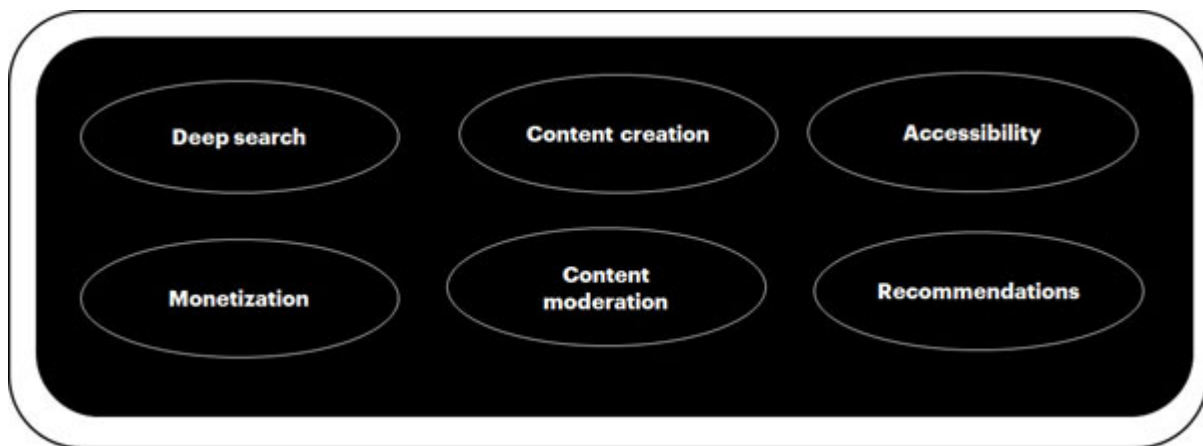 Deep search
Content creation
Accessibility
Monetization
Content
moderation
Recommendations